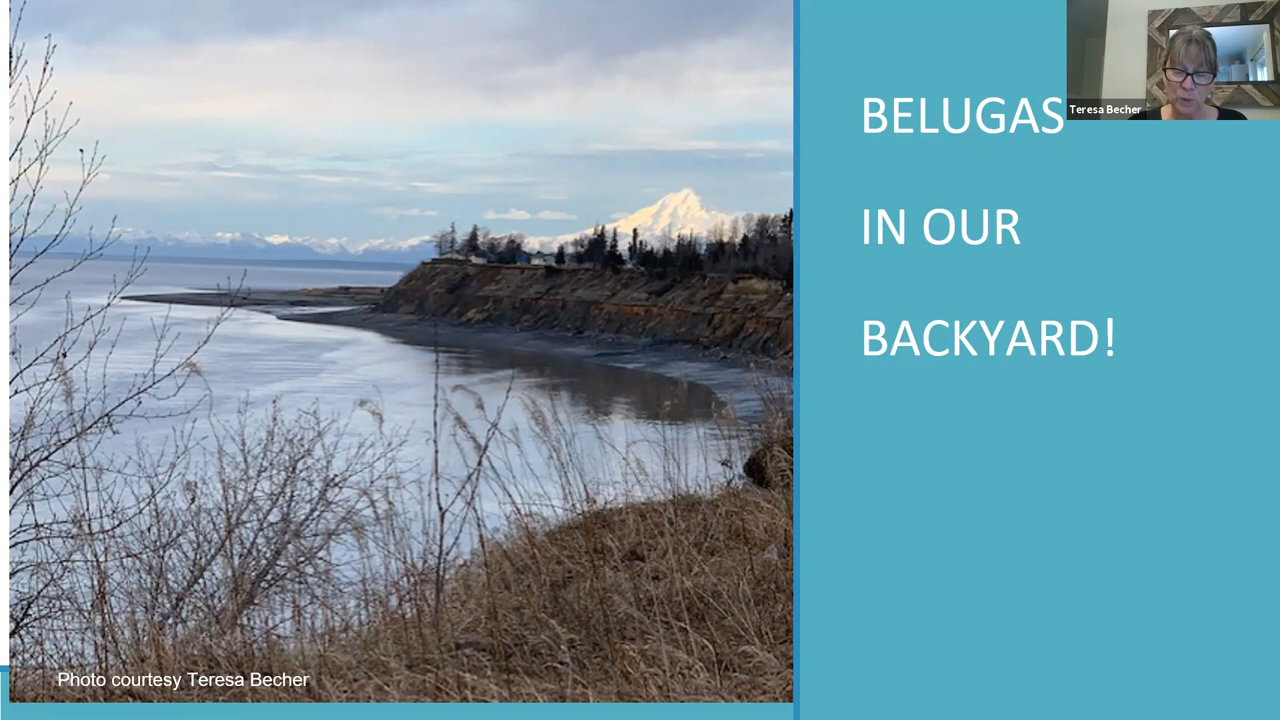 BELUGAS
Teresa Becher
IN OUR
BACKYARD!
Photo courtesy Teresa Becher